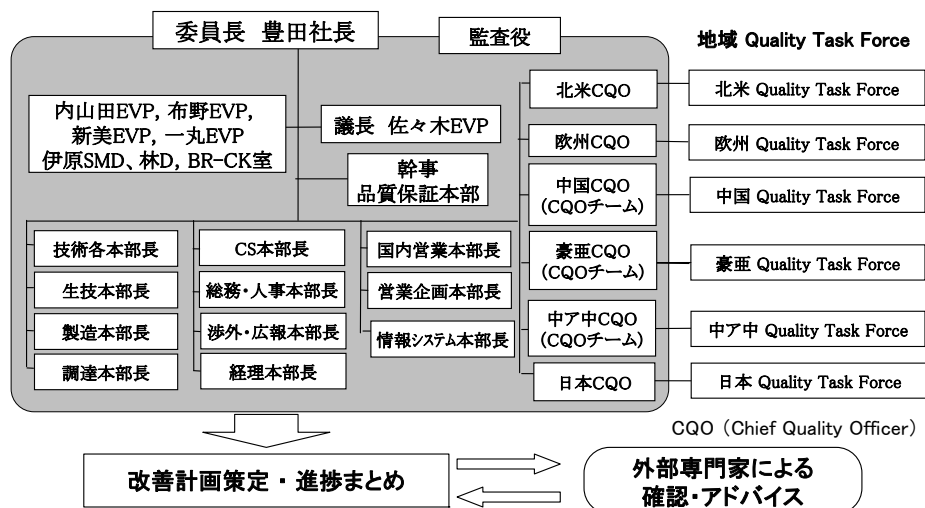 委員長 豊田社長
監査役
地域 Quality Task Force
内山田EVP, 布野EVP,
新美EVP, 一丸EVP
伊原SMD、林D, BR-CK室
議長 佐々木EVP
幹事
品質保証本部
北米CQO
北米 Quality Task Force
欧州CQO
欧州 Quality Task Force
中国CQO
(CQOチーム)
中国 Quality Task Force
豪亜CQO
(CQOチーム)
豪亜 Quality Task Force
中ア中CQO
(CQOチーム)
中ア中 Quality Task Force
日本CQO
日本 Quality Task Force
技術各本部長
生技本部長
製造本部長
調達本部長
CS本部長
総務・人事本部長
渉外・広報本部長
経理本部長
国内営業本部長
営業企画本部長
情報システム本部長
CQO (Chief Quality Officer)
改善計画策定・進捗まとめ
外部専門家による
確認・アドバイス